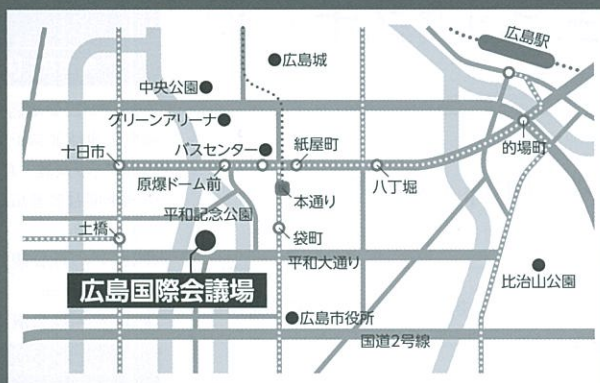 広島駅
広島城
中央公園
グリーンアリーナ
バスセンター
紙屋町
十日市
的場町
原爆ドーム前
八丁堀
本通り
平和記念公園
土橋
袋町
平和大通り
比治山公園
広島国際会議場
広島市役所
国道2号線